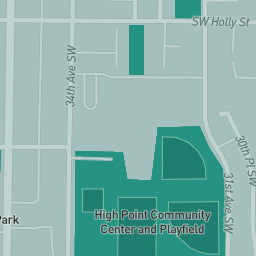 SW Holly St
34th Ave SW
30th Pl SW
31st Ave SW
Park
High Point Community
Center and Playfield